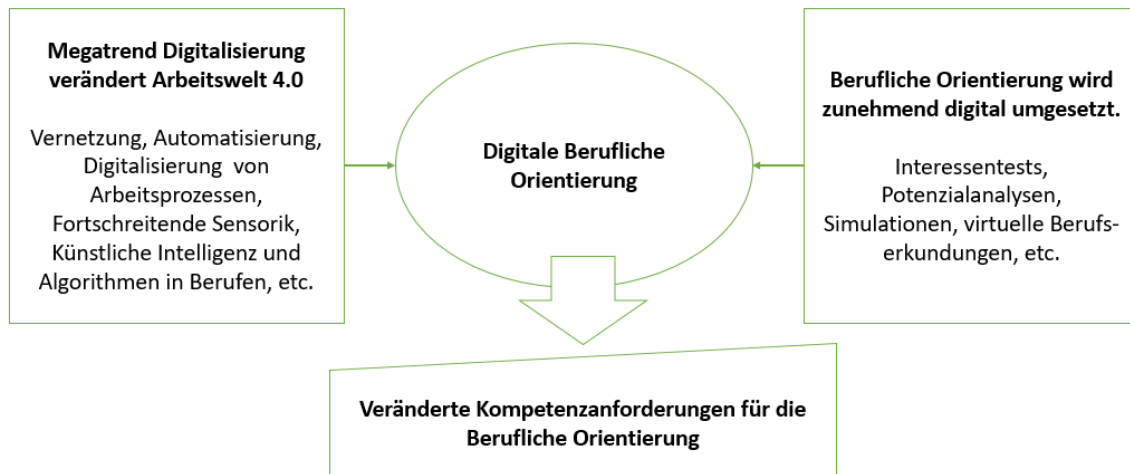 Megatrend Digitalisierung
verändert Arbeitswelt 4.0
Vernetzung, Automatisierung,
Digitalisierung von
Arbeitsprozessen,
Fortschreitende Sensorik,
Künstliche Intelligenz und
Algorithmen in Berufen, etc.
Digitale Berufliche
Orientierung
Berufliche Orientierung wird
zunehmend digital umgesetzt.
Interessentests,
Potenzialanalysen,
Simulationen, virtuelle Berufs-
erkundungen, etc.
Veränderte Kompetenzanforderungen für die
Berufliche Orientierung